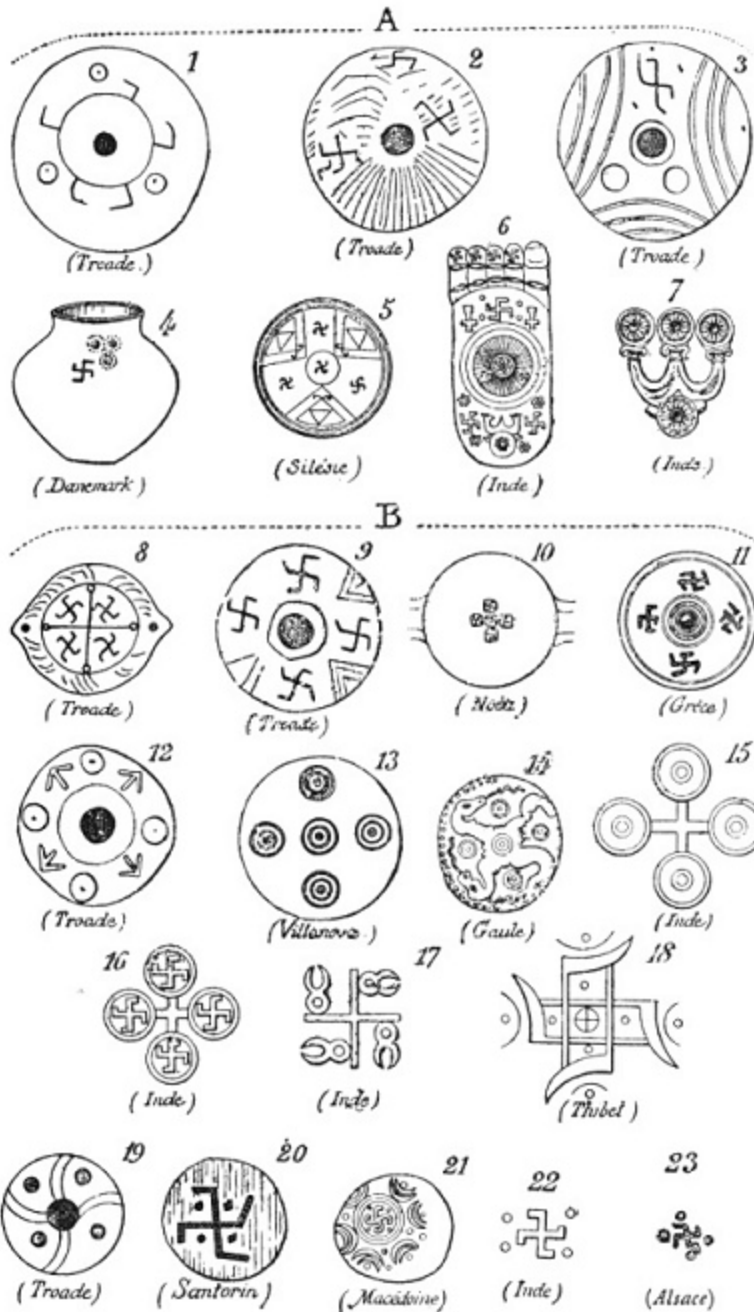 A
1 2 3
(Troade.) (Troade) (Troade)
4 5 6 7
(Danemark) (Silésie) (Inde) (Inde.)
B
8 9 10 11
(Troade) (Troade) (Grèce)
12 13 14 15
(Troade) (Villanova.) (Gaule) (Inde)
16 17 18
(Inde) (Inde) (Thibet)
19 20 21 22 23
(Troade) (Santorin) (Macédoine) (Inde) (Alsace)